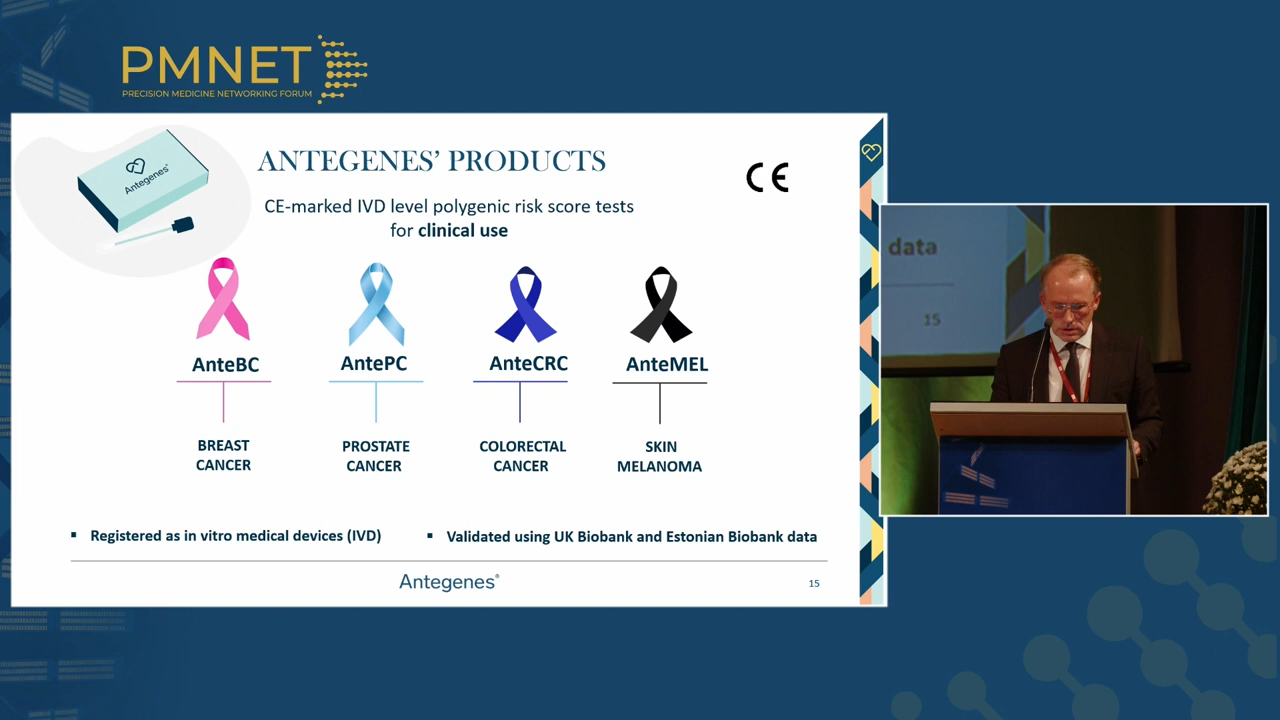 PMNET
PRECISION MEDICINE NETWORKING FORUM
Antegenes®
ANTEGENES’ PRODUCTS
CE
CE-marked IVD level polygenic risk score tests
for clinical use
AnteBC
AntePC
AnteCRC
AnteMEL
BREAST
CANCER
PROSTATE
CANCER
COLORECTAL
CANCER
SKIN
MELANOMA
▪ Registered as in vitro medical devices (IVD)
▪ Validated using UK Biobank and Estonian Biobank data
Antegenes®
15
data
15